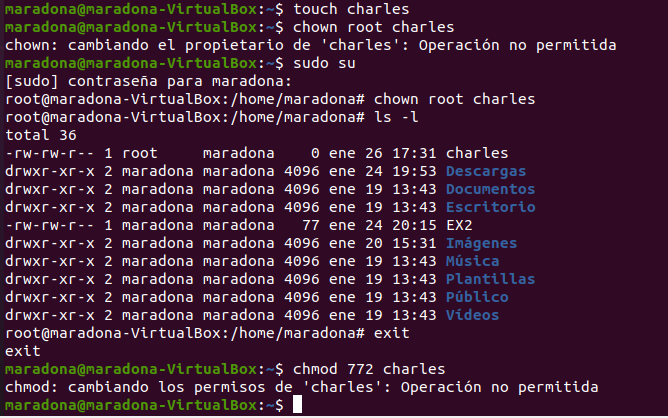 maradona@maradona-VirtualBox:~$ touch charles
maradona@maradona-VirtualBox:~$ chown root charles
chown: cambiando el propietario de 'charles': Operación no permitida
maradona@maradona-VirtualBox:~$ sudo su
[sudo] contraseña para maradona:
root@maradona-VirtualBox:/home/maradona# chown root charles
root@maradona-VirtualBox:/home/maradona# ls -l
total 36
-rw-rw-r-- 1 root     maradona    0 ene 26 17:31 charles
drwxr-xr-x 2 maradona maradona 4096 ene 24 19:53 Descargas
drwxr-xr-x 2 maradona maradona 4096 ene 19 13:43 Documentos
drwxr-xr-x 2 maradona maradona 4096 ene 19 13:43 Escritorio
-rw-rw-r-- 1 maradona maradona   77 ene 24 20:15 EX2
drwxr-xr-x 2 maradona maradona 4096 ene 20 15:31 Imágenes
drwxr-xr-x 2 maradona maradona 4096 ene 19 13:43 Música
drwxr-xr-x 2 maradona maradona 4096 ene 19 13:43 Plantillas
drwxr-xr-x 2 maradona maradona 4096 ene 19 13:43 Público
drwxr-xr-x 2 maradona maradona 4096 ene 19 13:43 Vídeos
root@maradona-VirtualBox:/home/maradona# exit
exit
maradona@maradona-VirtualBox:~$ chmod 772 charles
chmod: cambiando los permisos de 'charles': Operación no permitida
maradona@maradona-VirtualBox:~$